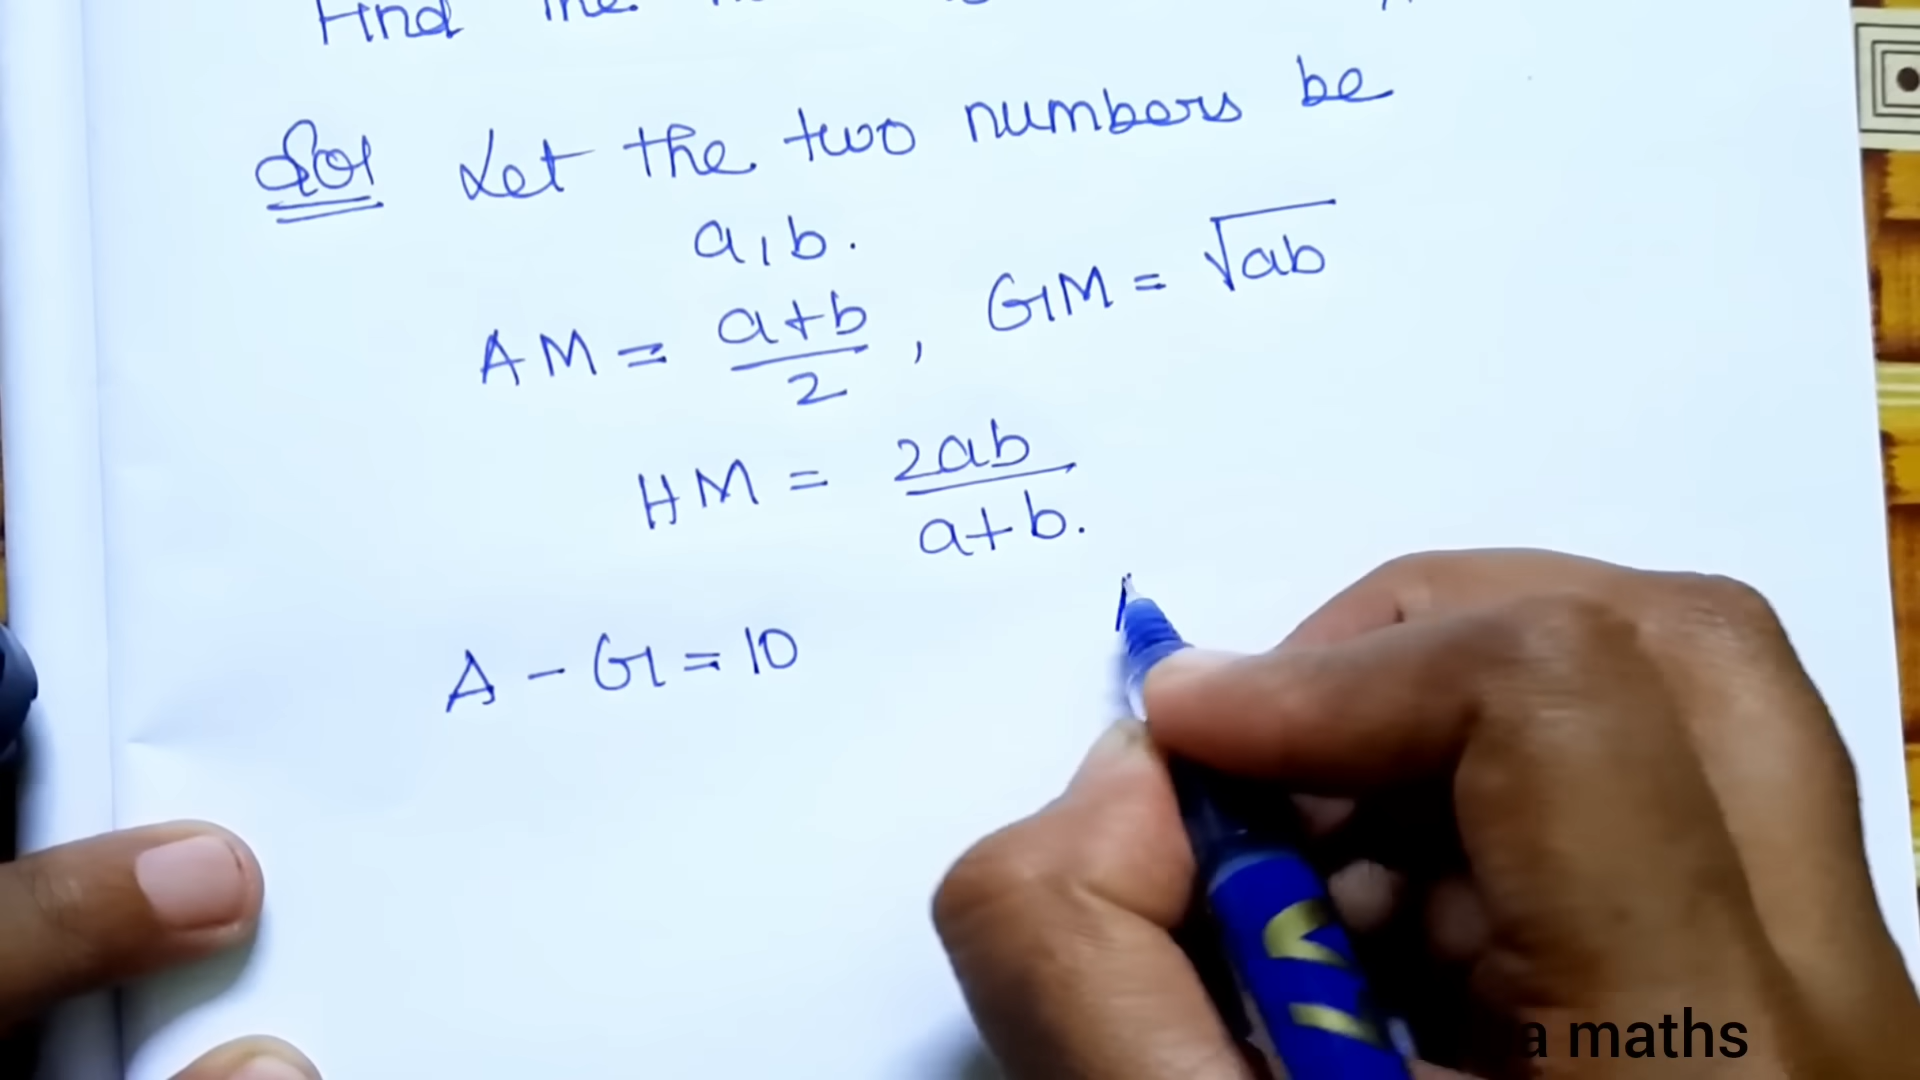 Find the
Sol Let the two numbers be
a, b.
AM = a+b/2, GM = √ab
HM = 2ab/a+b.
A - G = 10
a maths